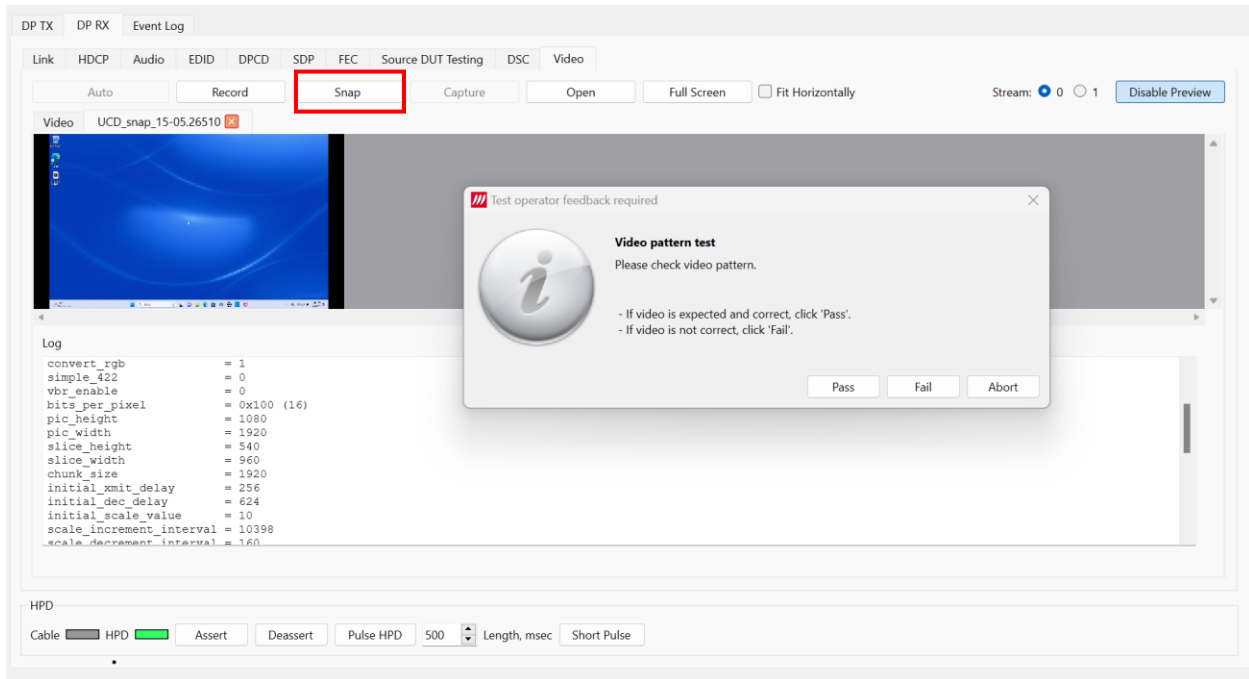 DP TX DP RX Event Log
Link HDCP Audio EDID DPCD SDP FEC Source DUT Testing DSC Video
Auto Record Snap Capture Open Full Screen Fit Horizontally Stream: 0 1 Disable Preview
Video UCD_snap_15-05.26510
Test operator feedback required
Video pattern test
Please check video pattern.
- If video is expected and correct, click 'Pass'.
- If video is not correct, click 'Fail'.
Pass Fail Abort
Log
convert_rgb = 1
simple_422 = 0
vbr_enable = 0
bits_per_pixel = 0x100 (16)
pic_height = 1080
pic_width = 1920
slice_height = 540
slice_width = 960
chunk_size = 1920
initial_xmit_delay = 256
initial_dec_delay = 624
initial_scale_value = 10
scale_increment_interval = 10398
scale_decrement_interval = 160
HPD
Cable HPD Assert Deassert Pulse HPD 500 Length, msec Short Pulse